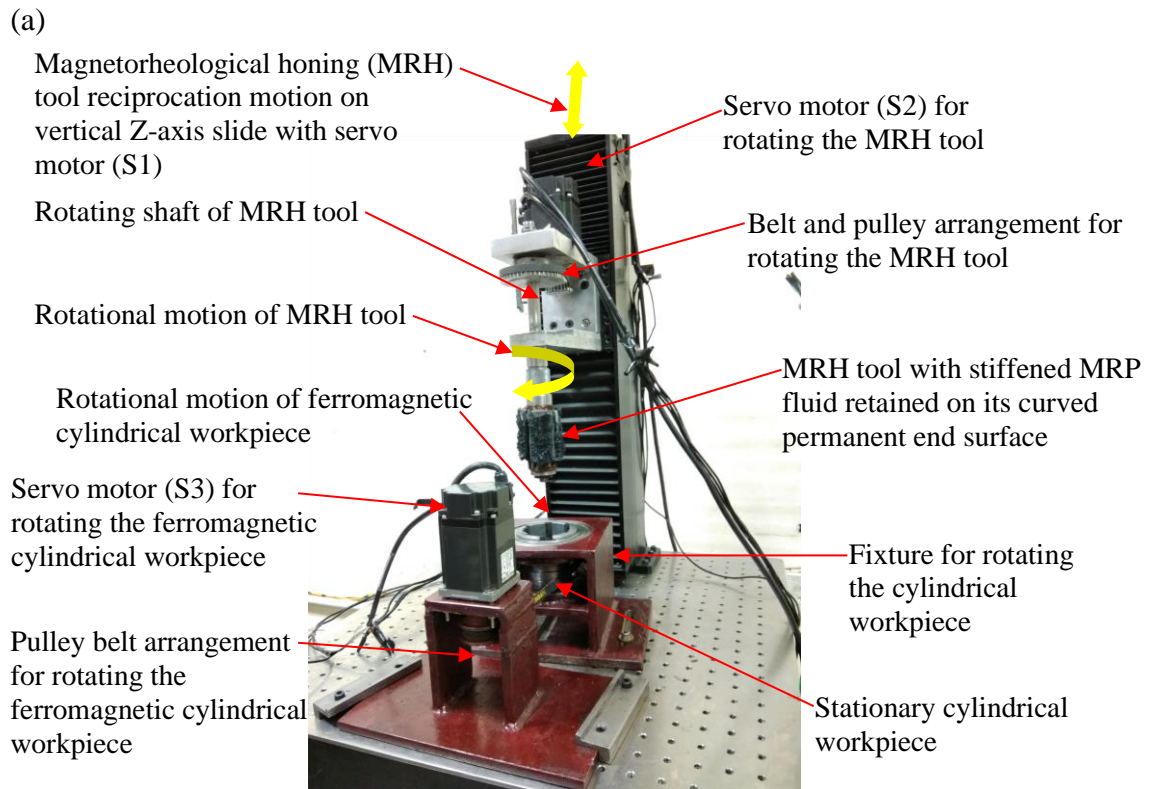 (a)
Magnetorheological honing (MRH)
tool reciprocation motion on
vertical Z-axis slide with servo
motor (S1)
Servo motor (S2) for
rotating the MRH tool
Rotating shaft of MRH tool
Belt and pulley arrangement for
rotating the MRH tool
Rotational motion of MRH tool
MRH tool with stiffened MRP
fluid retained on its curved
permanent end surface
Rotational motion of ferromagnetic
cylindrical workpiece
Servo motor (S3) for
rotating the ferromagnetic
cylindrical workpiece
Fixture for rotating
the cylindrical
workpiece
Pulley belt arrangement
for rotating the
ferromagnetic cylindrical
workpiece
Stationary cylindrical
workpiece